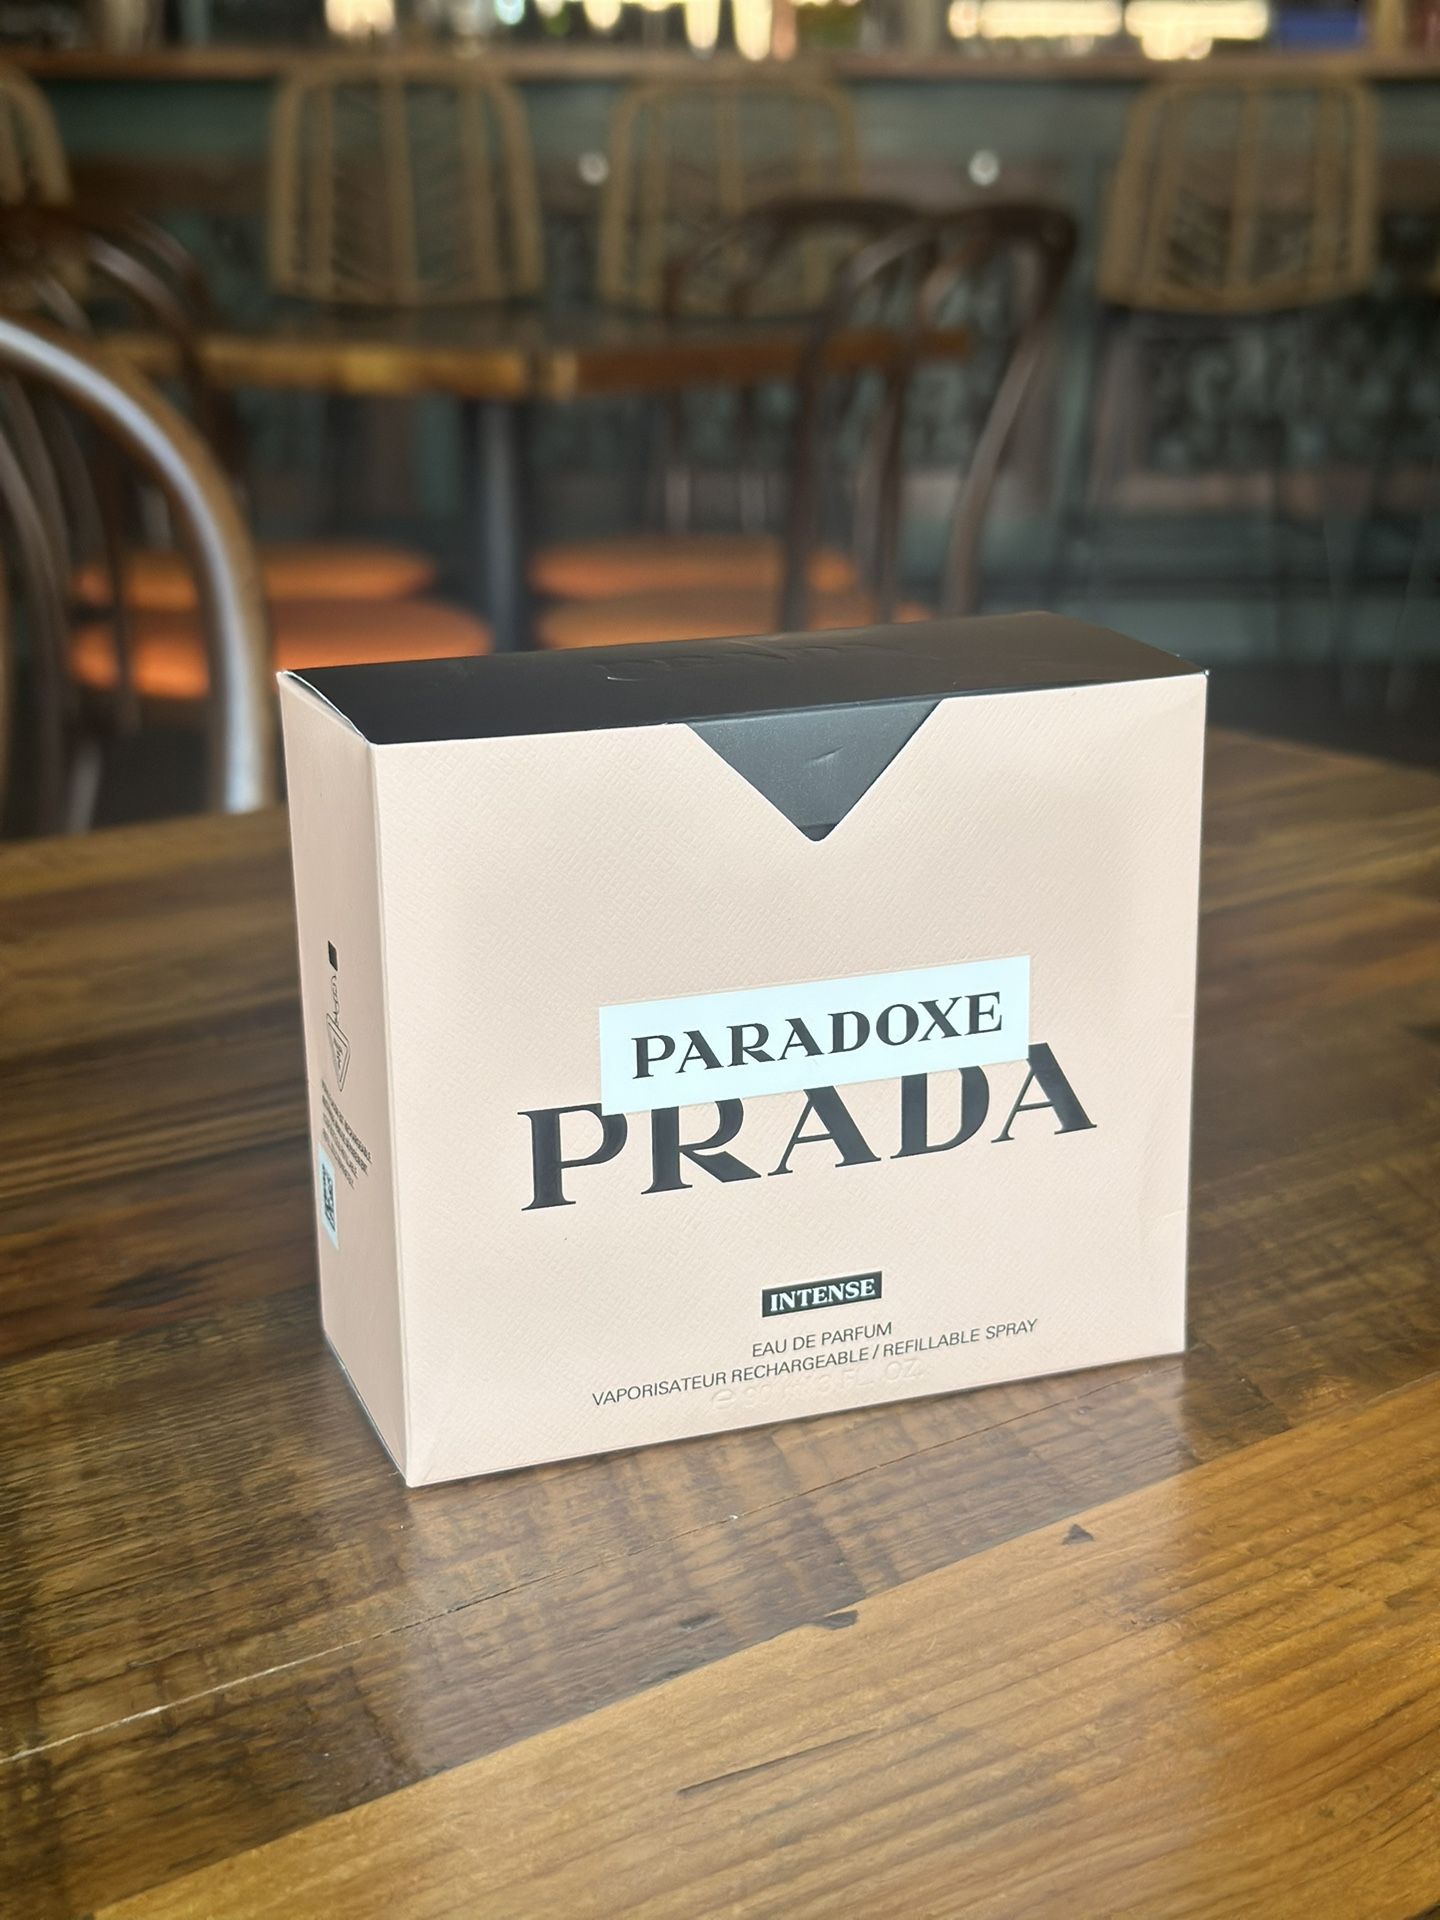 PARADOXE
PRADA
INTENSE
EAU DE PARFUM
VAPORISATEUR RECHARGEABLE / REFILLABLE SPRAY